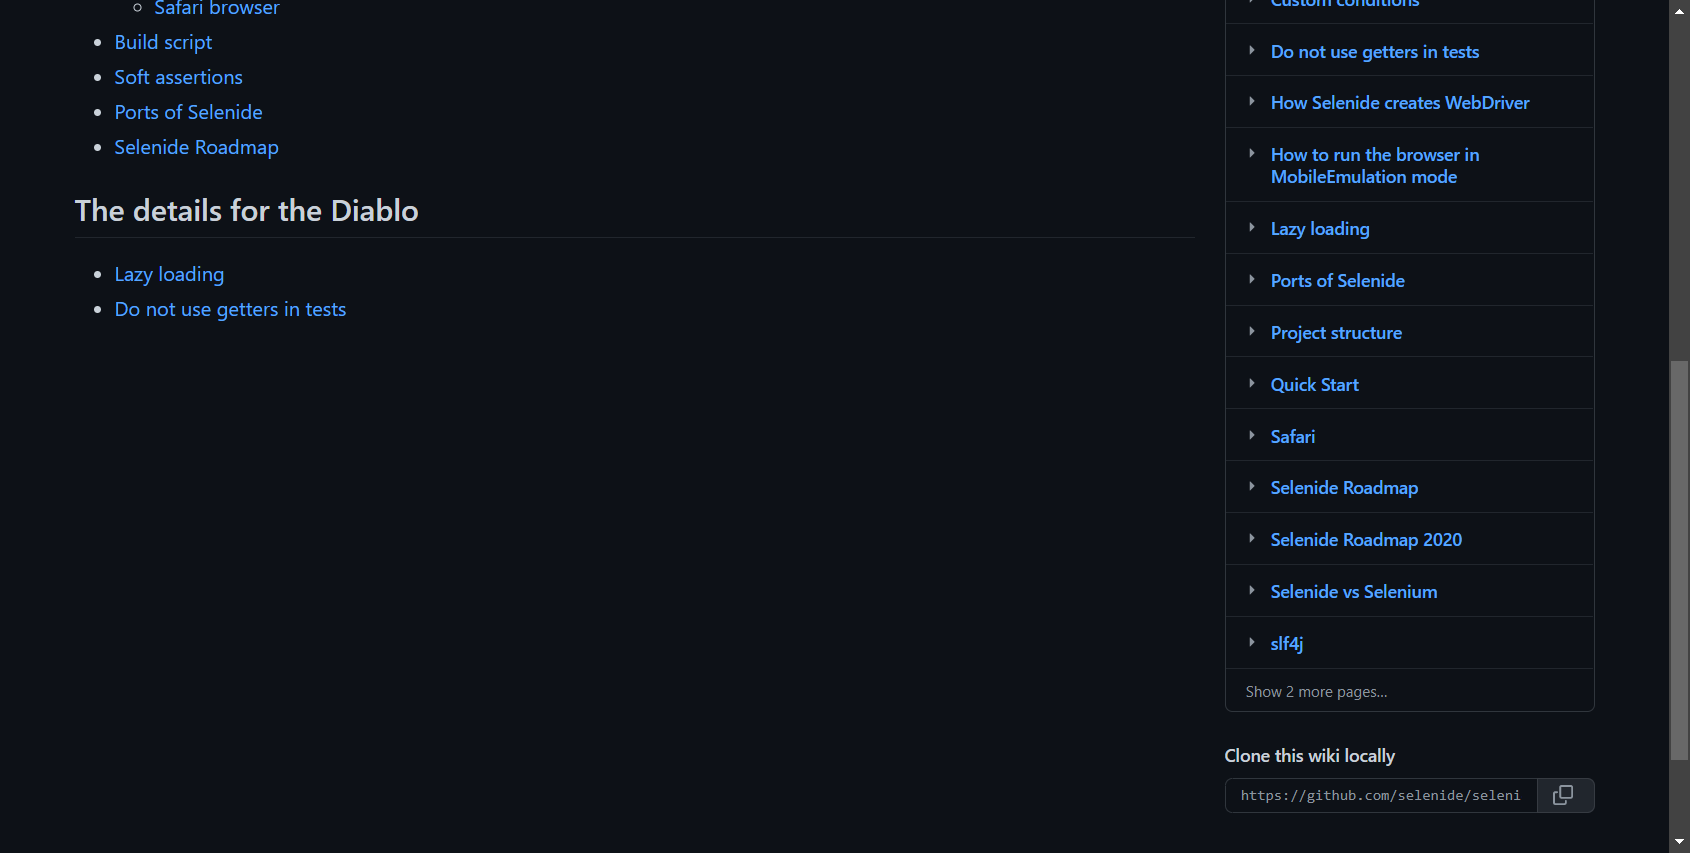 Safari browser
Build script
Soft assertions
Ports of Selenide
Selenide Roadmap
The details for the Diablo
Lazy loading
Do not use getters in tests
Custom conditions
Do not use getters in tests
How Selenide creates WebDriver
How to run the browser in
MobileEmulation mode
Lazy loading
Ports of Selenide
Project structure
Quick Start
Safari
Selenide Roadmap
Selenide Roadmap 2020
Selenide vs Selenium
slf4j
Show 2 more pages...
Clone this wiki locally
https://github.com/selenide/seleni